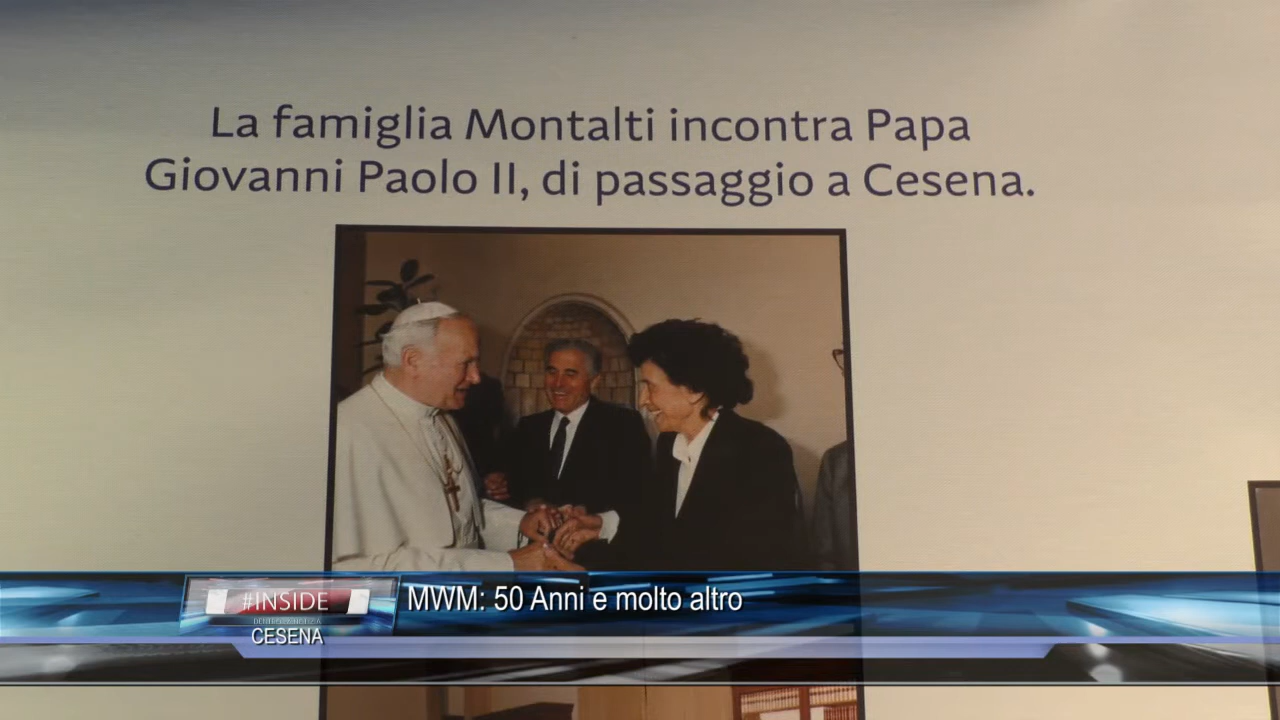 La famiglia Montalti incontra Papa
Giovanni Paolo II, di passaggio a Cesena.
#INSIDE
MWM: 50 Anni e molto altro
CESENA